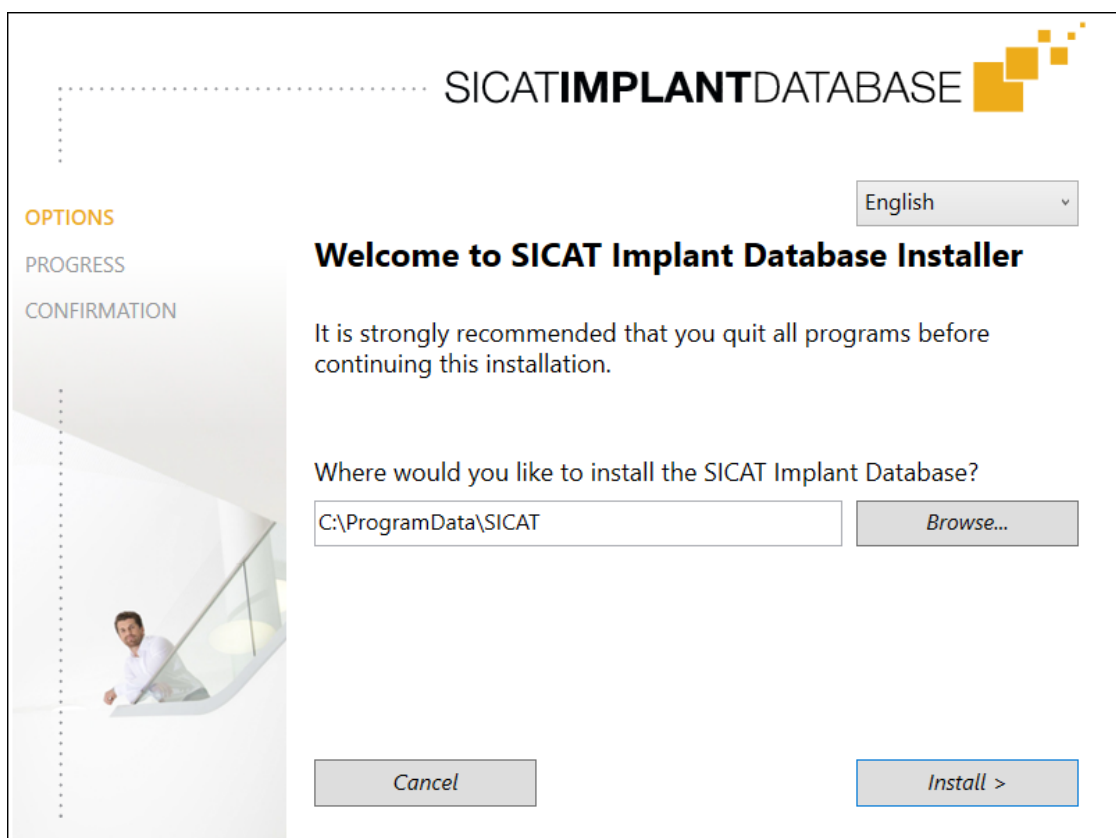 SICATIMPLANTDATABASE
English
OPTIONS
PROGRESS
CONFIRMATION
Welcome to SICAT Implant Database Installer
It is strongly recommended that you quit all programs before
continuing this installation.
Where would you like to install the SICAT Implant Database?
C:\ProgramData\SICAT
Browse...
Cancel
Install >